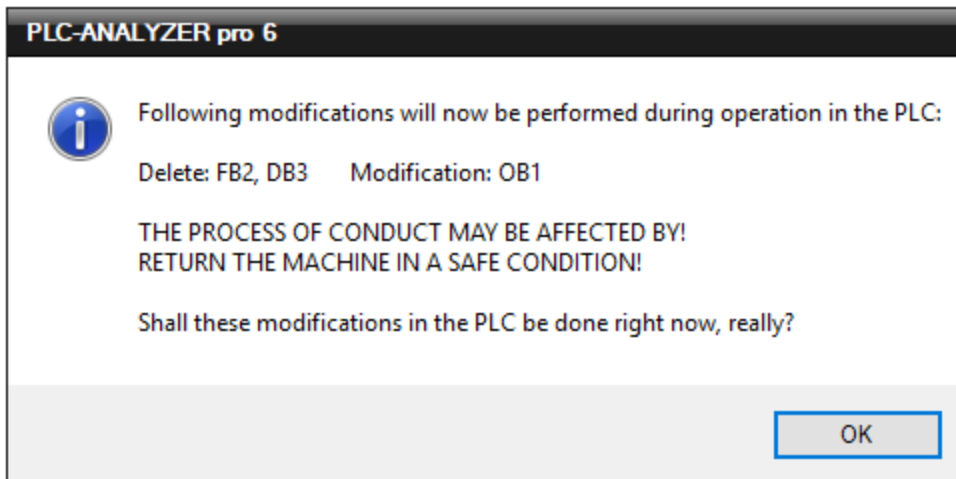 PLC-ANALYZER pro 6
Following modifications will now be performed during operation in the PLC:
Delete: FB2, DB3 Modification: OB1
THE PROCESS OF CONDUCT MAY BE AFFECTED BY!
RETURN THE MACHINE IN A SAFE CONDITION!
Shall these modifications in the PLC be done right now, really?
OK